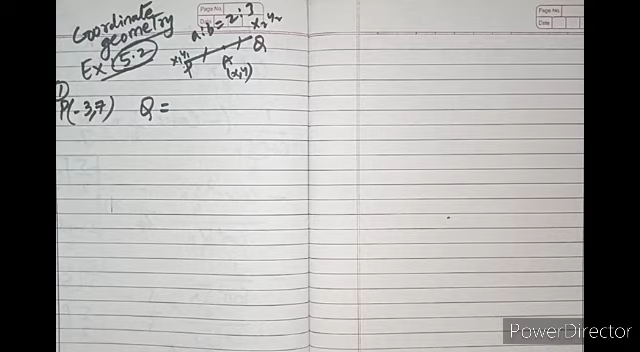 Coordinate
geometry
Ex 5.2
Page No.
Date
a:b = 2:3
x₁y₁
x₂y₂
P
A
Q
(x,y)
①
P(-3,7) Q =
Page No.
Date
PowerDirector